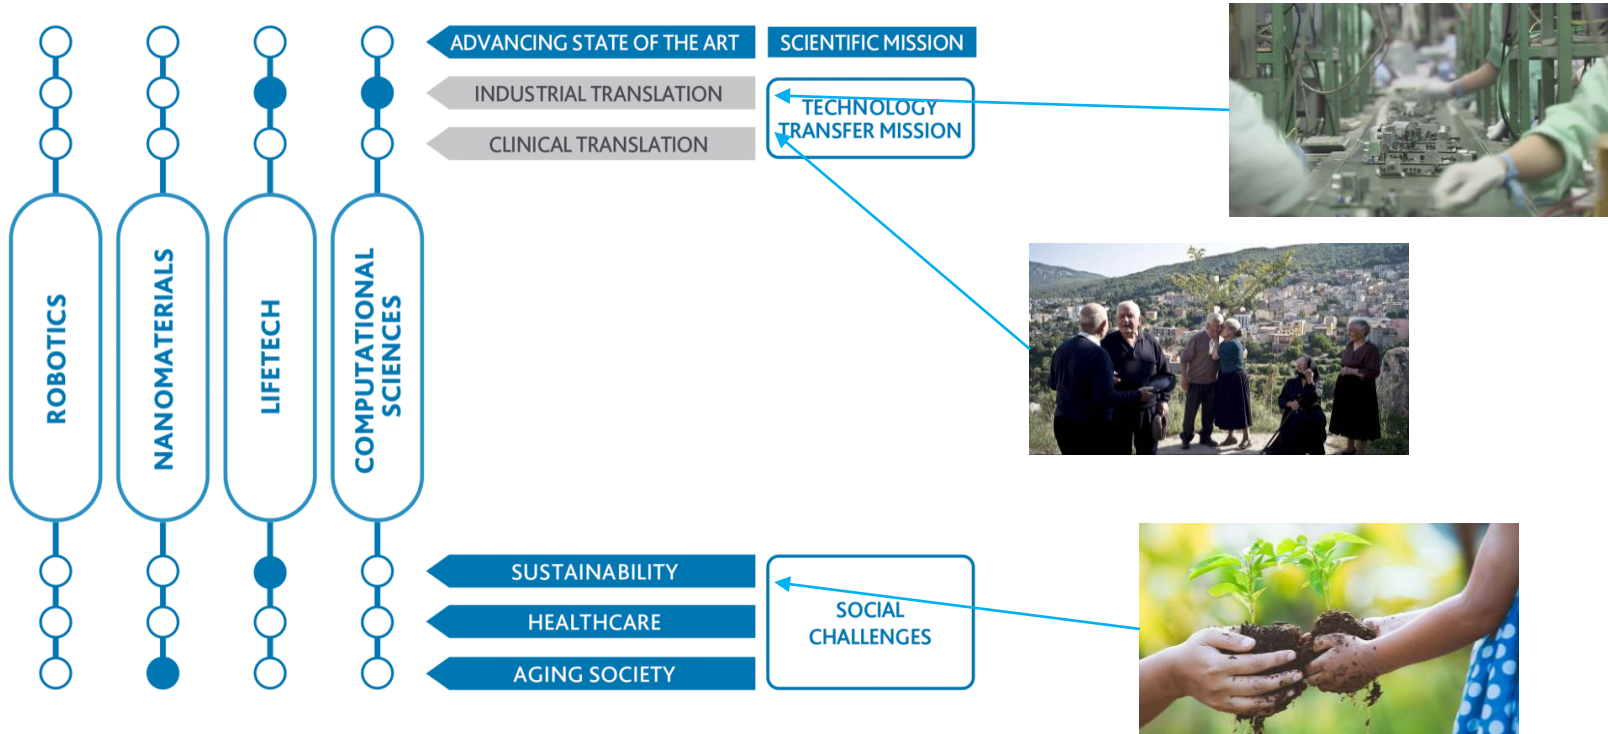 ADVANCING STATE OF THE ART
SCIENTIFIC MISSION
INDUSTRIAL TRANSLATION
TECHNOLOGY
TRANSFER MISSION
CLINICAL TRANSLATION
ROBOTICS
NANOMATERIALS
LIFETECH
COMPUTATIONAL
SCIENCES
SUSTAINABILITY
HEALTHCARE
AGING SOCIETY
SOCIAL
CHALLENGES